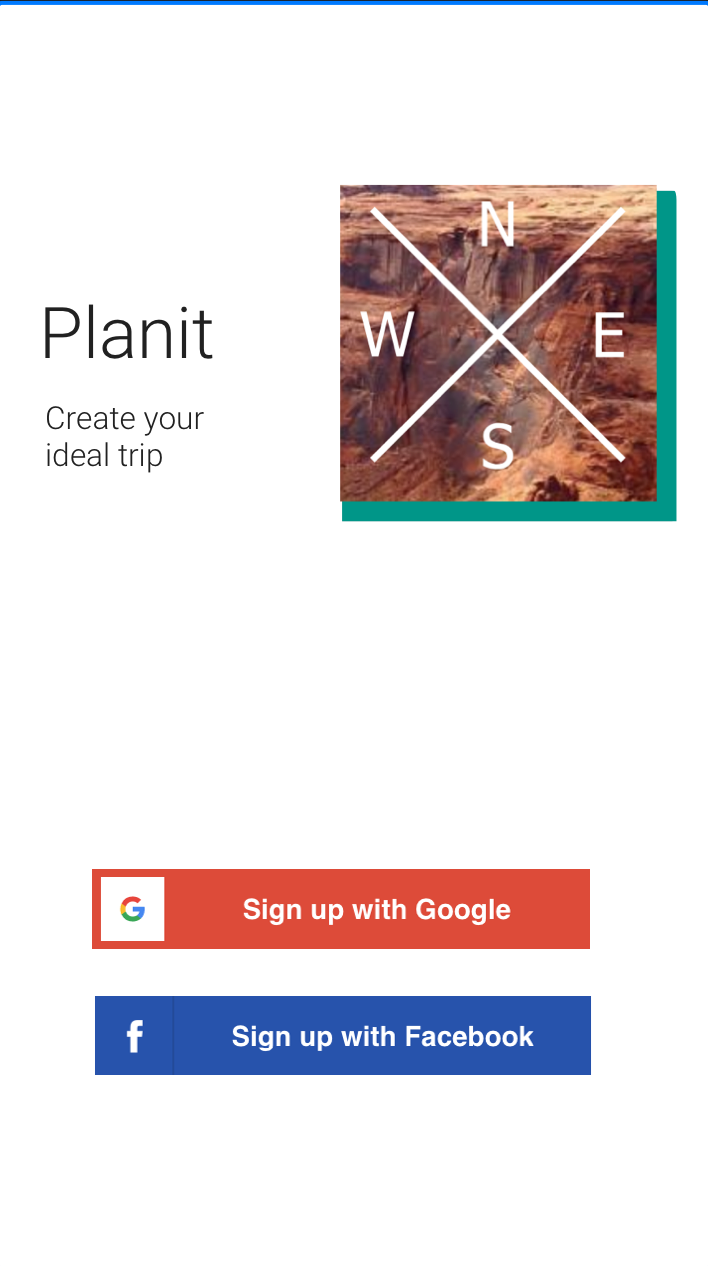 N
W E
S
Planit
Create your
ideal trip
G
Sign up with Google
f
Sign up with Facebook